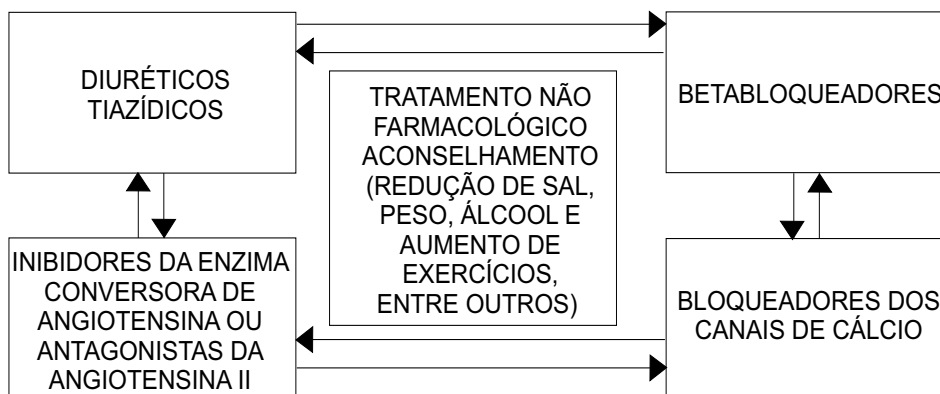 DIURÉTICOS
TIAZÍDICOS
BETABLOQUEADORES
TRATAMENTO NÃO
FARMACOLÓGICO
ACONSELHAMENTO
(REDUÇÃO DE SAL,
PESO, ÁLCOOL E
AUMENTO DE
EXERCÍCIOS,
ENTRE OUTROS)
INIBIDORES DA ENZIMA
CONVERSORA DE
ANGIOTENSINA OU
ANTAGONISTAS DA
ANGIOTENSINA II
BLOQUEADORES DOS
CANAIS DE CÁLCIO